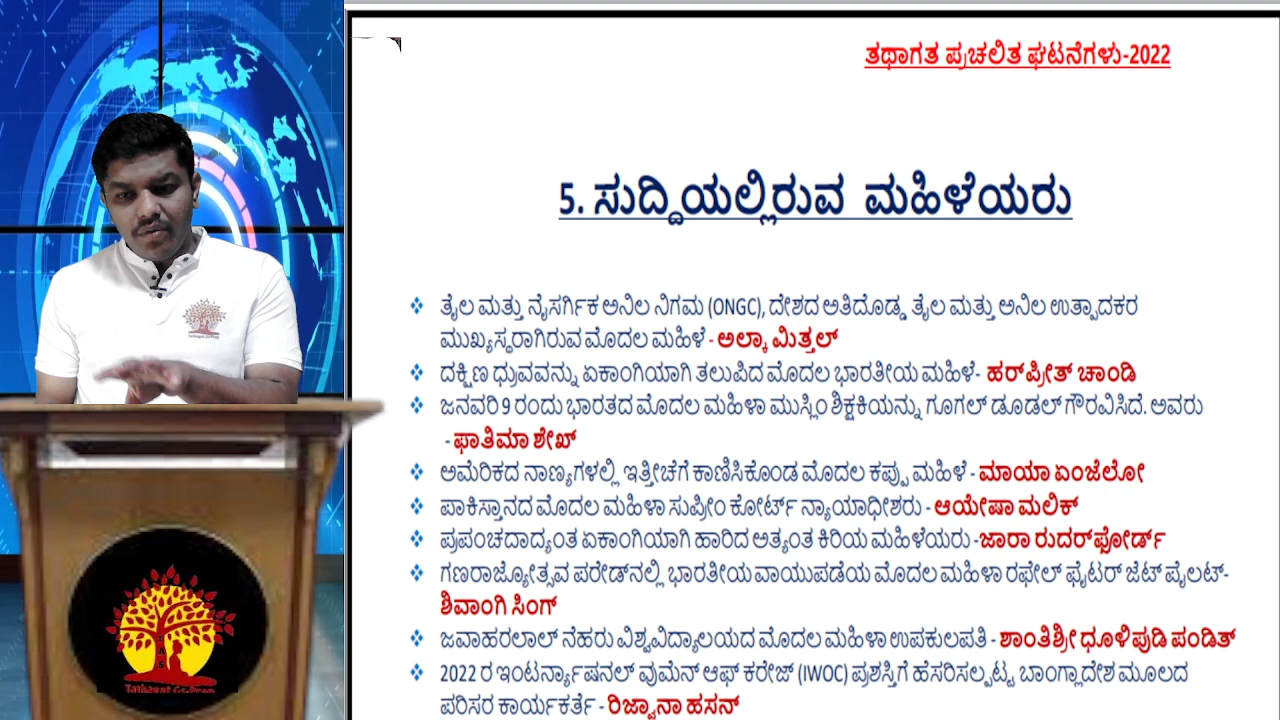 ತಥಾಗತ ಪ್ರಚಲಿತ ಘಟನೆಗಳು-2022
5. ಸುದ್ದಿಯಲ್ಲಿರುವ ಮಹಿಳೆಯರು
ತೈಲ ಮತ್ತು ನೈಸರ್ಗಿಕ ಅನಿಲ ನಿಗಮ (ONGC), ದೇಶದ ಅತಿದೊಡ್ಡ ತೈಲ ಮತ್ತು ಅನಿಲ ಉತ್ಪಾದಕರ
ಮುಖ್ಯಸ್ಥರಾಗಿರುವ ಮೊದಲ ಮಹಿಳೆ - ಅಲ್ಕಾ ಮಿತ್ತಲ್
ದಕ್ಷಿಣ ಧ್ರುವವನ್ನು ಏಕಾಂಗಿಯಾಗಿ ತಲುಪಿದ ಮೊದಲ ಭಾರತೀಯ ಮಹಿಳೆ- ಹರ್‌ಪ್ರೀತ್ ಚಾಂಡಿ
ಜನವರಿ 9 ರಂದು ಭಾರತದ ಮೊದಲ ಮಹಿಳಾ ಮುಸ್ಲಿಂ ಶಿಕ್ಷಕಿಯನ್ನು ಗೂಗಲ್ ಡೂಡಲ್ ಗೌರವಿಸಿದೆ. ಅವರು
- ಫಾತಿಮಾ ಶೇಖ್
ಅಮೆರಿಕದ ನಾಣ್ಯಗಳಲ್ಲಿ ಇತ್ತೀಚೆಗೆ ಕಾಣಿಸಿಕೊಂಡ ಮೊದಲ ಕಪ್ಪು ಮಹಿಳೆ - ಮಾಯಾ ಏಂಜೆಲೋ
ಪಾಕಿಸ್ತಾನದ ಮೊದಲ ಮಹಿಳಾ ಸುಪ್ರೀಂ ಕೋರ್ಟ್ ನ್ಯಾಯಾಧೀಶರು - ಆಯೇಷಾ ಮಲಿಕ್
ಪ್ರಪಂಚದಾದ್ಯಂತ ಏಕಾಂಗಿಯಾಗಿ ಹಾರಿದ ಅತ್ಯಂತ ಕಿರಿಯ ಮಹಿಳೆಯರು -ಜಾರಾ ರುದರ್‌ಫೋರ್ಡ್
ಗಣರಾಜ್ಯೋತ್ಸವ ಪರೇಡ್‌ನಲ್ಲಿ ಭಾರತೀಯ ವಾಯುಪಡೆಯ ಮೊದಲ ಮಹಿಳಾ ರಫೇಲ್ ಫೈಟರ್ ಜೆಟ್ ಪೈಲಟ್-
ಶಿವಾಂಗಿ ಸಿಂಗ್
ಜವಾಹರಲಾಲ್ ನೆಹರು ವಿಶ್ವವಿದ್ಯಾಲಯದ ಮೊದಲ ಮಹಿಳಾ ಉಪಕುಲಪತಿ - ಶಾಂತಿಶ್ರೀ ಧೂಳಿಪುಡಿ ಪಂಡಿತ್
2022 ರ ಇಂಟರ್ನ್ಯಾಷನಲ್ ವುಮೆನ್ ಆಫ್ ಕರೇಜ್ (IWOC) ಪ್ರಶಸ್ತಿಗೆ ಹೆಸರಿಸಲ್ಪಟ್ಟ ಬಾಂಗ್ಲಾದೇಶ ಮೂಲದ
ಪರಿಸರ ಕಾರ್ಯಕರ್ತೆ - ರಿಜ್ವಾನಾ ಹಸನ್
IAS
Tathagat Gs Prep